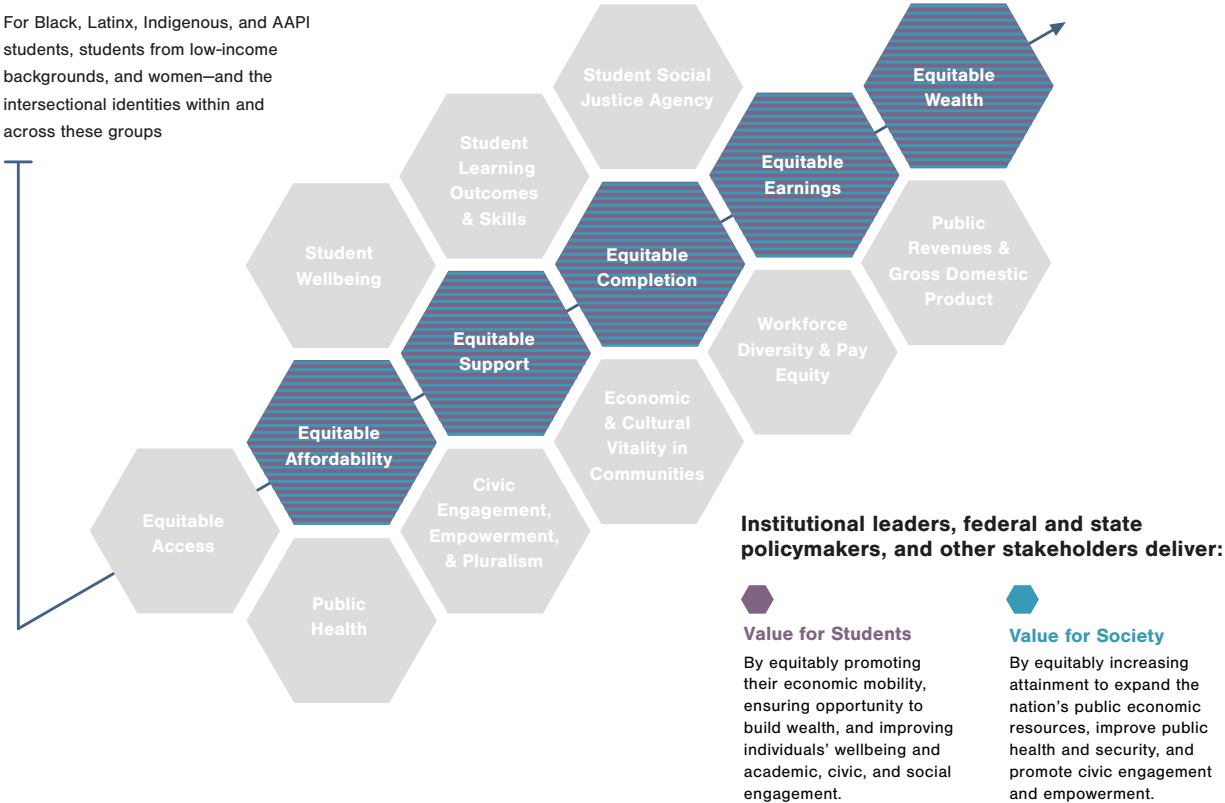 For Black, Latinx, Indigenous, and AAPI
students, students from low-income
backgrounds, and women—and the
intersectional identities within and
across these groups
Student Social
Justice Agency
Equitable
Wealth
Student
Learning
Outcomes
& Skills
Equitable
Earnings
Student
Wellbeing
Equitable
Completion
Public
Revenues &
Gross Domestic
Product
Equitable
Support
Workforce
Diversity & Pay
Equity
Equitable
Affordability
Economic
& Cultural
Vitality in
Communities
Equitable
Access
Civic
Engagement,
Empowerment,
& Pluralism
Public
Health
Institutional leaders, federal and state
policymakers, and other stakeholders deliver:
Value for Students
By equitably promoting
their economic mobility,
ensuring opportunity to
build wealth, and improving
individuals’ wellbeing and
academic, civic, and social
engagement.
Value for Society
By equitably increasing
attainment to expand the
nation’s public economic
resources, improve public
health and security, and
promote civic engagement
and empowerment.